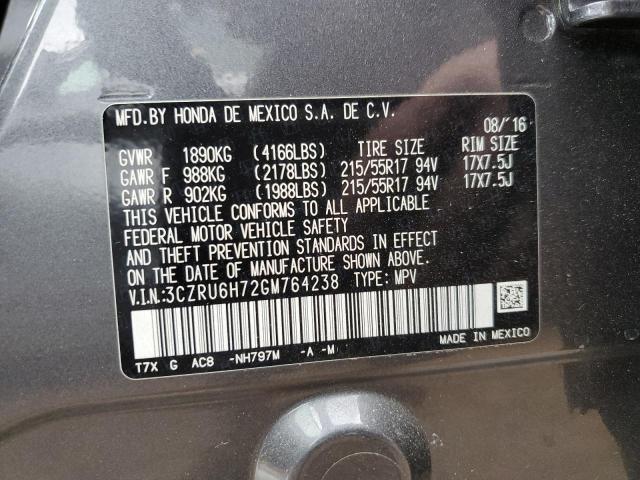 MFD.BY HONDA DE MEXICO S.A. DE C.V.
08/'16
GVWR 1890KG (4166LBS) TIRE SIZE RIM SIZE
GAWR F 988KG (2178LBS) 215/55R17 94V 17X7.5J
GAWR R 902KG (1988LBS) 215/55R17 94V 17X7.5J
THIS VEHICLE CONFORMS TO ALL APPLICABLE
FEDERAL MOTOR VEHICLE SAFETY
AND THEFT PREVENTION STANDARDS IN EFFECT
ON THE DATE OF MANUFACTURE SHOWN ABOVE.
V.I.N.:3CZRU6H72GM764238 TYPE: MPV
MADE IN MEXICO
T7X G AC8 -NH797M -A -M